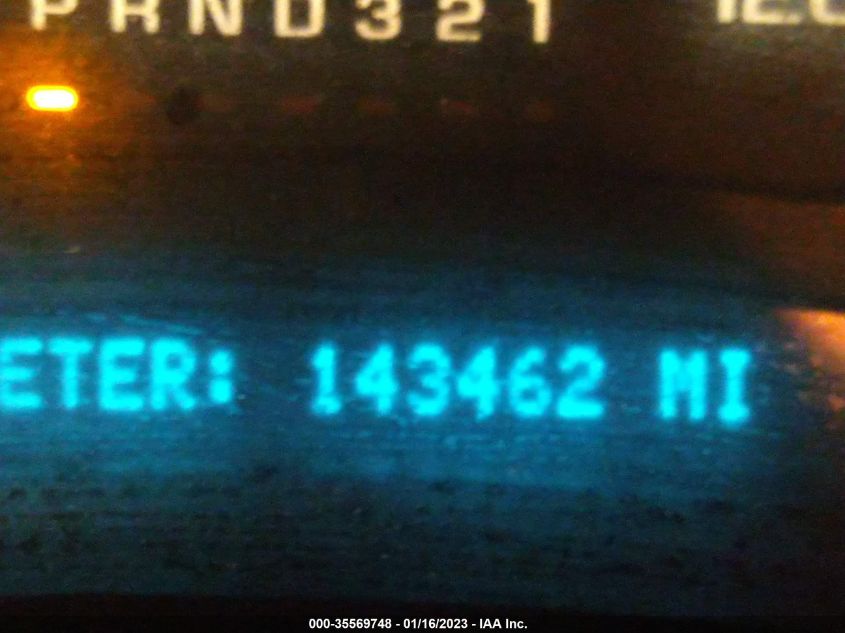 PRND321
ETER: 143462 MI
000-35569748 - 01/16/2023 - IAA Inc.